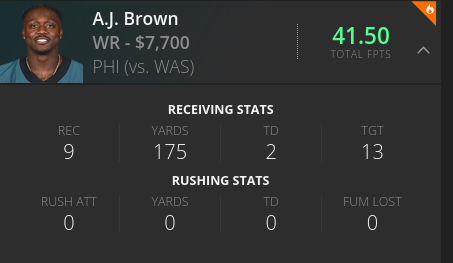 A.J. Brown
WR - $7,700
PHI (vs. WAS)
41.50
TOTAL FPTS
RECEIVING STATS
REC YARDS TD TGT
9 175 2 13
RUSHING STATS
RUSH ATT YARDS TD FUM LOST
0 0 0 0